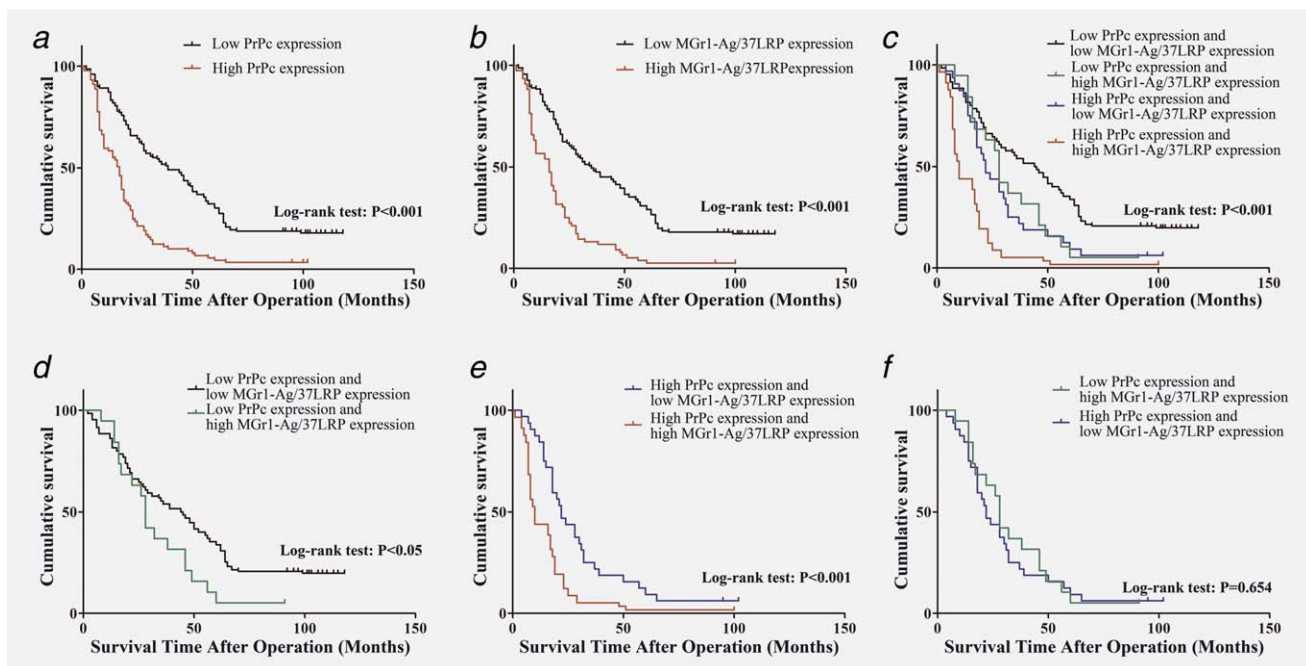 a
Low PrPc expression
High PrPc expression
100
50
0
Cumulative survival
Log-rank test: P<0.001
0 50 100 150
Survival Time After Operation (Months)
b
Low MGr1-Ag/37LRP expression
High MGr1-Ag/37LRPexpression
100
50
0
Cumulative survival
Log-rank test: P<0.001
0 50 100 150
Survival Time After Operation (Months)
c
Low PrPc expression and
low MGr1-Ag/37LRP expression
Low PrPc expression and
high MGr1-Ag/37LRP expression
High PrPc expression and
low MGr1-Ag/37LRP expression
High PrPc expression and
high MGr1-Ag/37LRP expression
100
50
0
Cumulative survival
Log-rank test: P<0.001
0 50 100 150
Survival Time After Operation (Months)
d
Low PrPc expression and
low MGr1-Ag/37LRP expression
Low PrPc expression and
high MGr1-Ag/37LRP expression
100
50
0
Cumulative survival
Log-rank test: P<0.05
0 50 100 150
Survival Time After Operation (Months)
e
High PrPc expression and
low MGr1-Ag/37LRP expression
High PrPc expression and
high MGr1-Ag/37LRP expression
100
50
0
Cumulative survival
Log-rank test: P<0.001
0 50 100 150
Survival Time After Operation (Months)
f
Low PrPc expression and
high MGr1-Ag/37LRP expression
High PrPc expression and
low MGr1-Ag/37LRP expression
100
50
0
Cumulative survival
Log-rank test: P=0.654
0 50 100 150
Survival Time After Operation (Months)